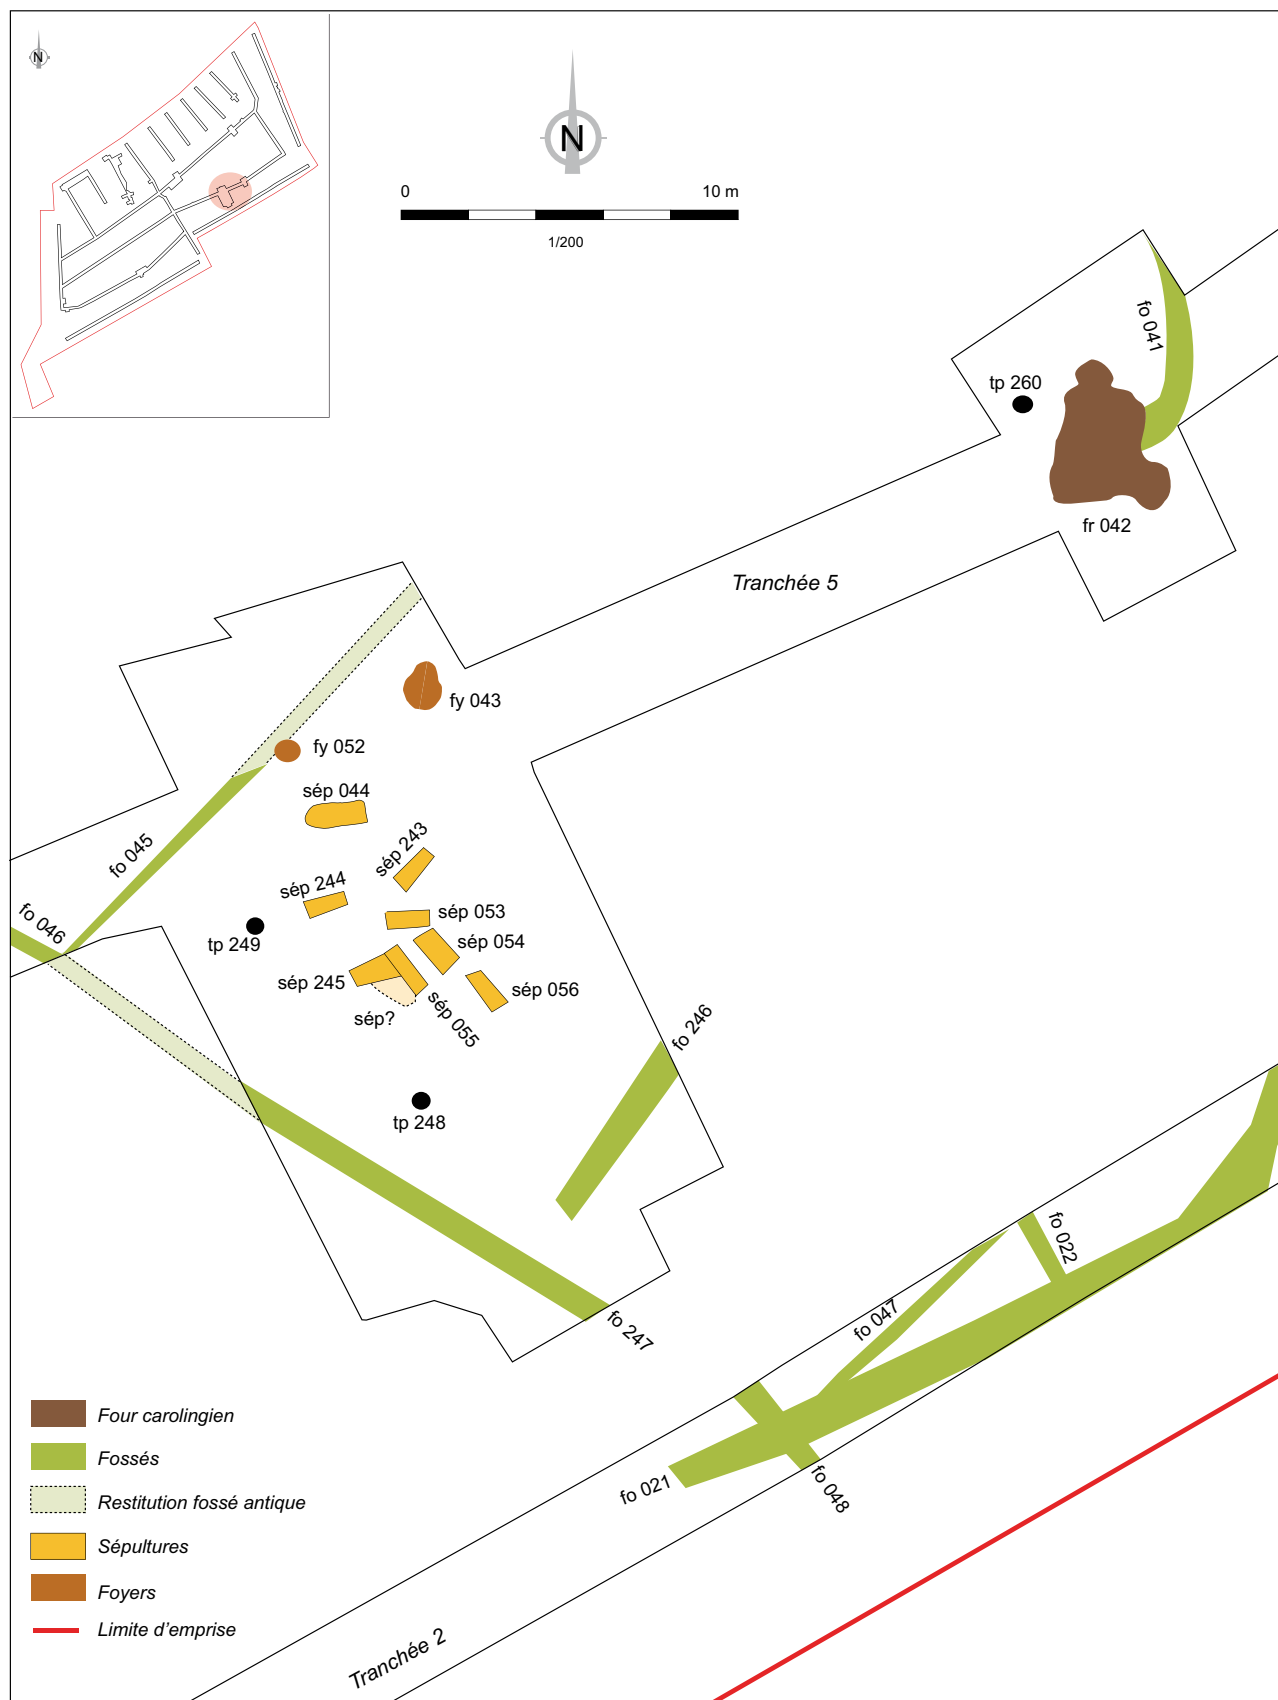 N
N
0 10 m
1/200
fo 041
tp 260
fr 042
Tranchée 5
fy 043
fy 052
sép 044
fo 045
sép 243
sép 244
fo 046
sép 053
tp 249
sép 054
sép 245
sép 056
sép 055
sép?
fo 246
tp 248
fo 022
fo 047
fo 247
Four carolingien
Fossés
fo 021
fo 048
Restitution fossé antique
Sépultures
Foyers
Limite d’emprise
Tranchée 2